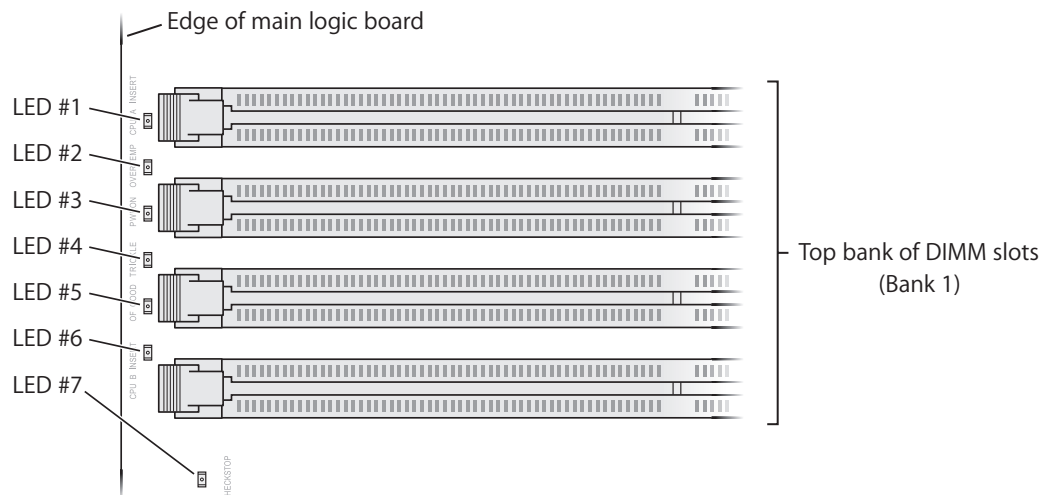 Edge of main logic board
LED #1
LED #2
LED #3
LED #4
LED #5
LED #6
LED #7
CPU A INSERT
OVERTEMP
PWR ON
TRICKLE
OF GOOD
CPU B INSERT
HECKSTOP
Top bank of DIMM slots
(Bank 1)